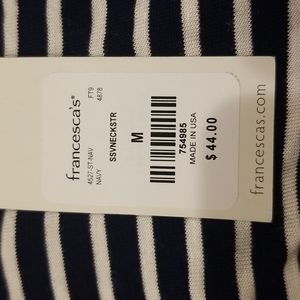 francesca's®
4527-ST-NAV FT9
NAVY 4878
SSVNECKSTR
M
754985
MADE IN USA
$ 44.00
francescas.com